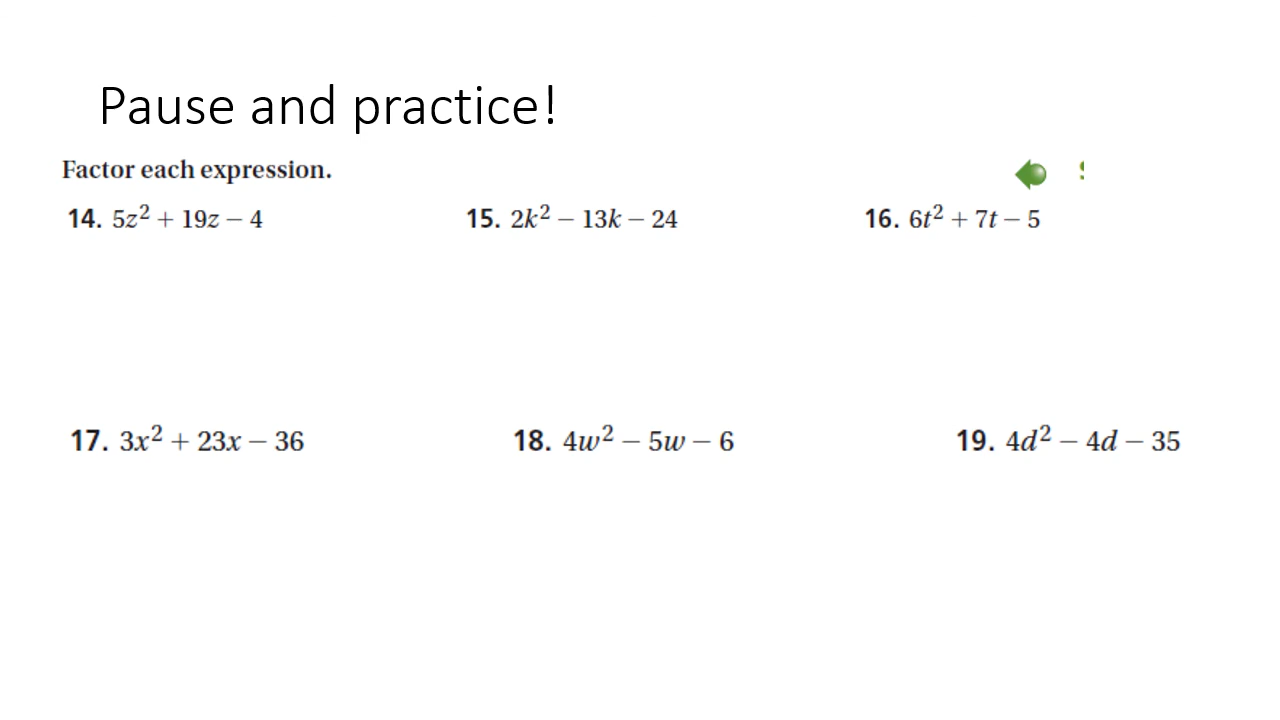 Pause and practice!
Factor each expression.
14. 5z² + 19z − 4 15. 2k² − 13k − 24 16. 6t² + 7t − 5
17. 3x² + 23x − 36 18. 4w² − 5w − 6 19. 4d² − 4d − 35